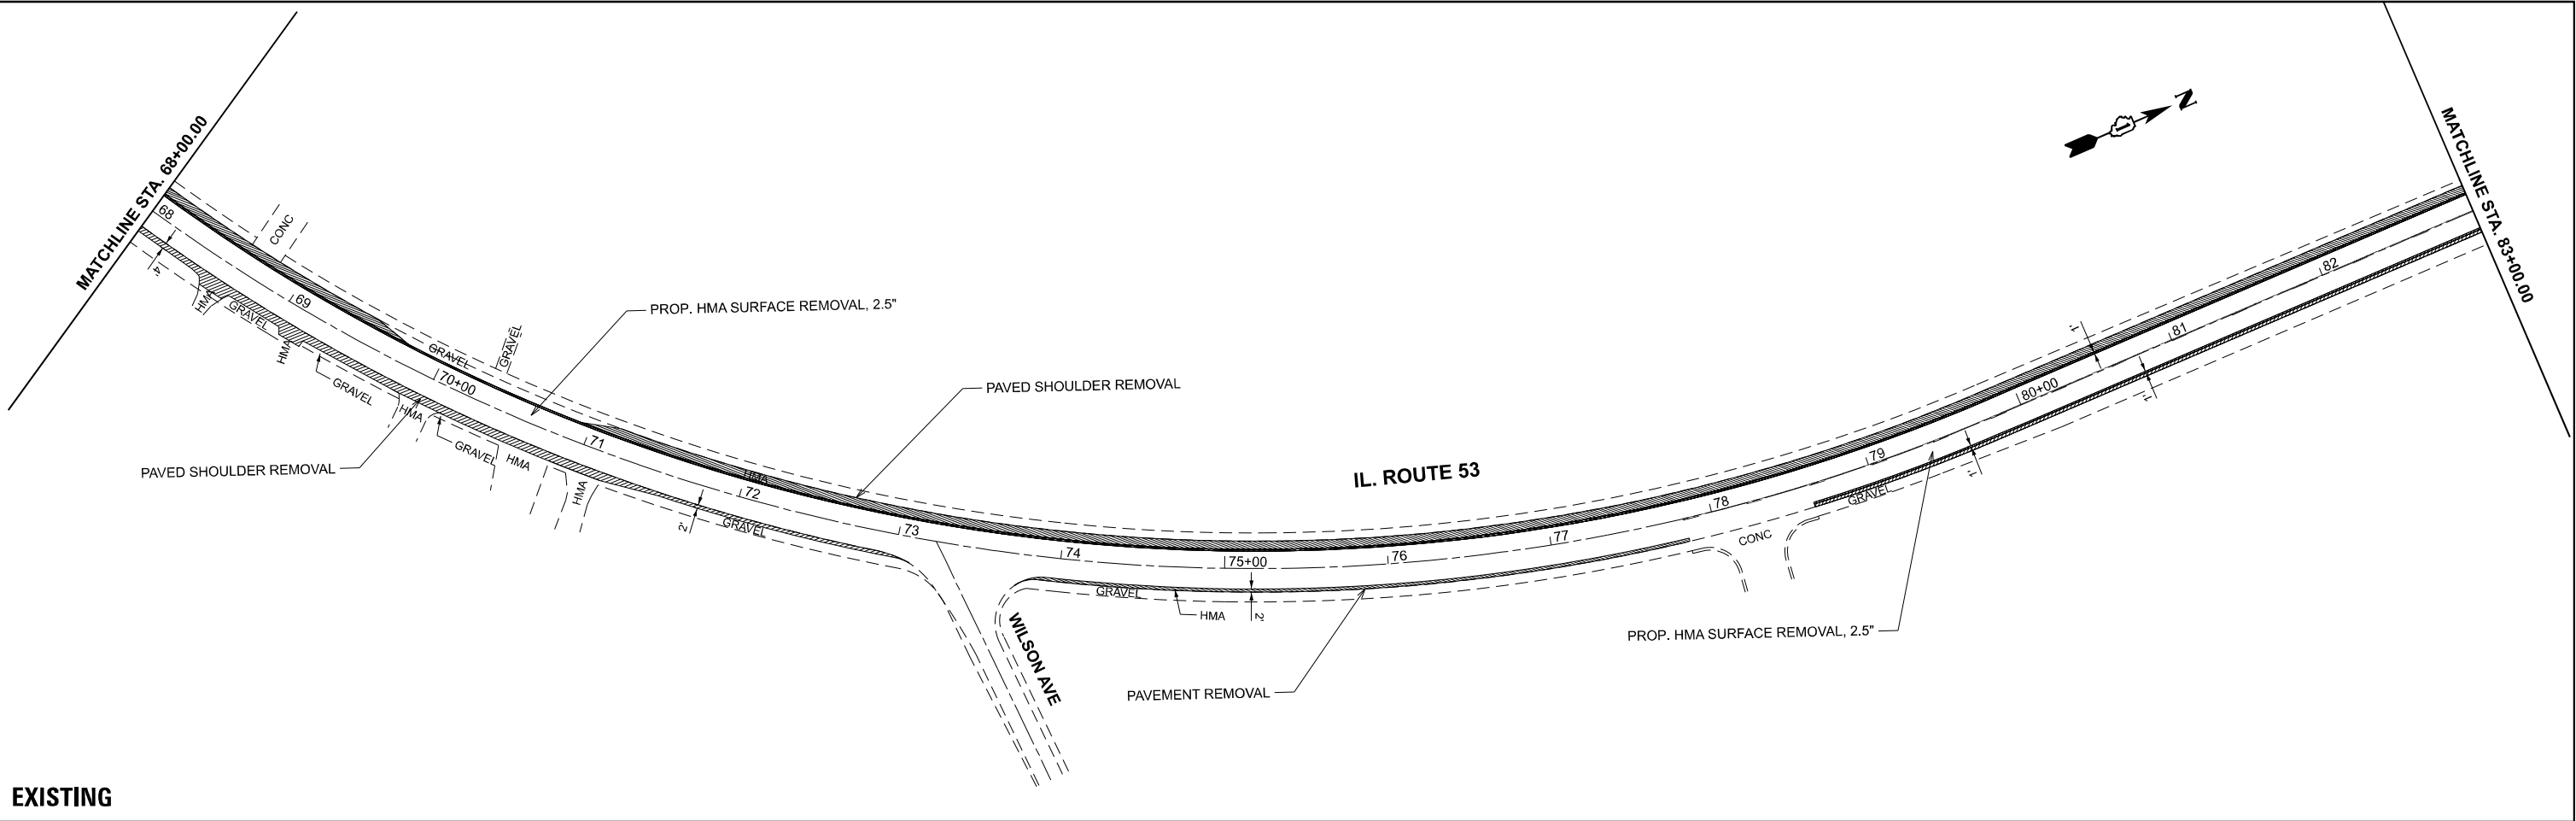 MATCHLINE STA. 68+00.00
MATCHLINE STA. 83+00.00
N
1
68
4'
CONC
HMA
GRAVEL
69
HMA
GRAVEL
PROP. HMA SURFACE REMOVAL, 2.5"
GRAVEL
GRAVEL
70+00
HMA
GRAVEL
PAVED SHOULDER REMOVAL
HMA
HMA
71
PAVED SHOULDER REMOVAL
HMA
72
2'
GRAVEL
73
74
IL. ROUTE 53
75+00
76
77
78
79
80+00
81
82
1'
1'
1'
GRAVEL
CONC
GRAVEL
HMA
2'
WILSON AVE
PAVEMENT REMOVAL
PROP. HMA SURFACE REMOVAL, 2.5"
EXISTING